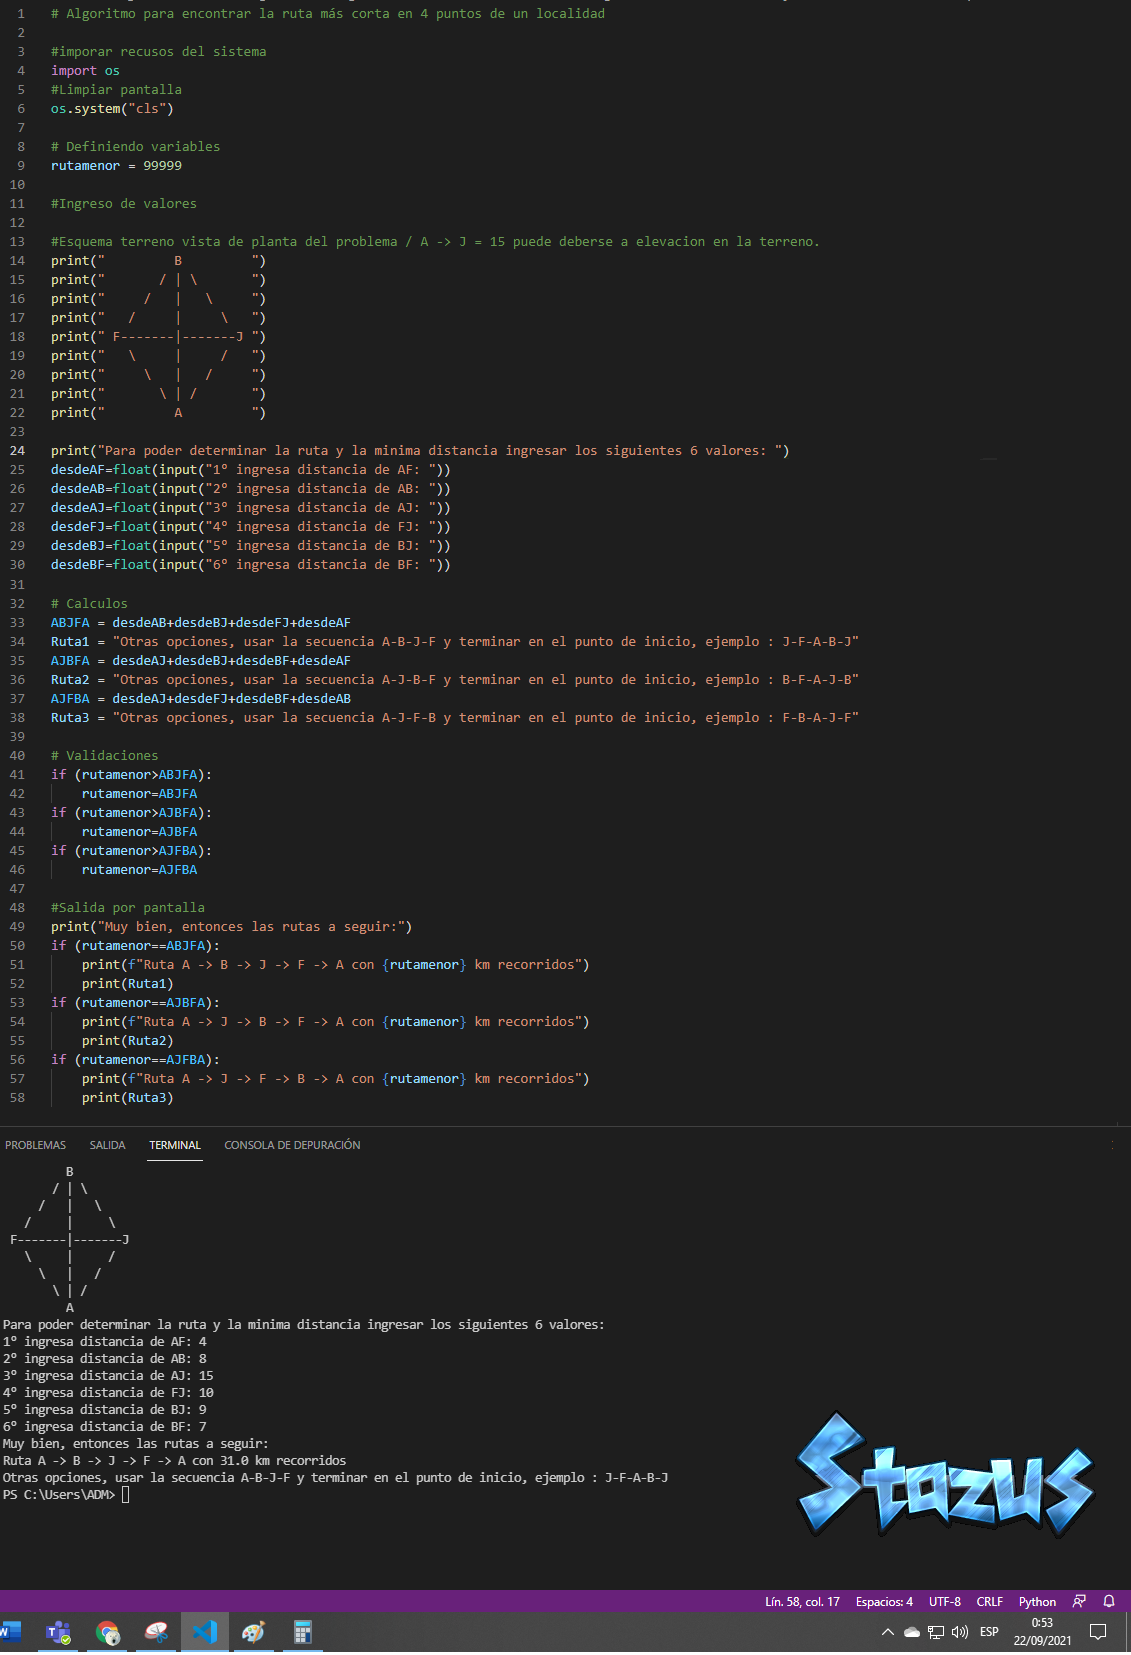 1 # Algoritmo para encontrar la ruta más corta en 4 puntos de un localidad
2
3 #imporar recusos del sistema
4 import os
5 #Limpiar pantalla
6 os.system("cls")
7
8 # Definiendo variables
9 rutamenor = 99999
10
11 #Ingreso de valores
12
13 #Esquema terreno vista de planta del problema / A -> J = 15 puede deberse a elevacion en la terreno.
14 print("         B         ")
15 print("       / | \       ")
16 print("     /   |   \     ")
17 print("   /     |     \   ")
18 print(" F-------|-------J ")
19 print("   \     |     /   ")
20 print("     \   |   /     ")
21 print("       \ | /       ")
22 print("         A         ")
23
24 print("Para poder determinar la ruta y la minima distancia ingresar los siguientes 6 valores: ")
25 desdeAF=float(input("1º ingresa distancia de AF: "))
26 desdeAB=float(input("2º ingresa distancia de AB: "))
27 desdeAJ=float(input("3º ingresa distancia de AJ: "))
28 desdeFJ=float(input("4º ingresa distancia de FJ: "))
29 desdeBJ=float(input("5º ingresa distancia de BJ: "))
30 desdeBF=float(input("6º ingresa distancia de BF: "))
31
32 # Calculos
33 ABJFA = desdeAB+desdeBJ+desdeFJ+desdeAF
34 Ruta1 = "Otras opciones, usar la secuencia A-B-J-F y terminar en el punto de inicio, ejemplo : J-F-A-B-J"
35 AJBFA = desdeAJ+desdeBJ+desdeBF+desdeAF
36 Ruta2 = "Otras opciones, usar la secuencia A-J-B-F y terminar en el punto de inicio, ejemplo : B-F-A-J-B"
37 AJFBA = desdeAJ+desdeFJ+desdeBF+desdeAB
38 Ruta3 = "Otras opciones, usar la secuencia A-J-F-B y terminar en el punto de inicio, ejemplo : F-B-A-J-F"
39
40 # Validaciones
41 if (rutamenor>ABJFA):
42     rutamenor=ABJFA
43 if (rutamenor>AJBFA):
44     rutamenor=AJBFA
45 if (rutamenor>AJFBA):
46     rutamenor=AJFBA
47
48 #Salida por pantalla
49 print("Muy bien, entonces las rutas a seguir:")
50 if (rutamenor==ABJFA):
51     print(f"Ruta A -> B -> J -> F -> A con {rutamenor} km recorridos")
52     print(Ruta1)
53 if (rutamenor==AJBFA):
54     print(f"Ruta A -> J -> B -> F -> A con {rutamenor} km recorridos")
55     print(Ruta2)
56 if (rutamenor==AJFBA):
57     print(f"Ruta A -> J -> F -> B -> A con {rutamenor} km recorridos")
58     print(Ruta3)
PROBLEMAS SALIDA TERMINAL CONSOLA DE DEPURACIÓN
         B
       / | \
     /   |   \
   /     |     \
 F-------|-------J
   \     |     /
     \   |   /
       \ | /
         A
Para poder determinar la ruta y la minima distancia ingresar los siguientes 6 valores:
1º ingresa distancia de AF: 4
2º ingresa distancia de AB: 8
3º ingresa distancia de AJ: 15
4º ingresa distancia de FJ: 10
5º ingresa distancia de BJ: 9
6º ingresa distancia de BF: 7
Muy bien, entonces las rutas a seguir:
Ruta A -> B -> J -> F -> A con 31.0 km recorridos
Otras opciones, usar la secuencia A-B-J-F y terminar en el punto de inicio, ejemplo : J-F-A-B-J
PS C:\Users\ADM>
Stazus
Lín. 58, col. 17 Espacios: 4 UTF-8 CRLF Python
ESP 0:53
22/09/2021